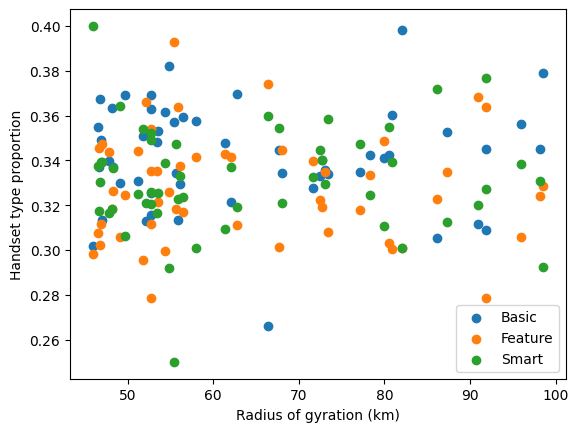 0.40
0.38
0.36
0.34
0.32
0.30
0.28
0.26
Handset type proportion
Basic
Feature
Smart
50 60 70 80 90 100
Radius of gyration (km)